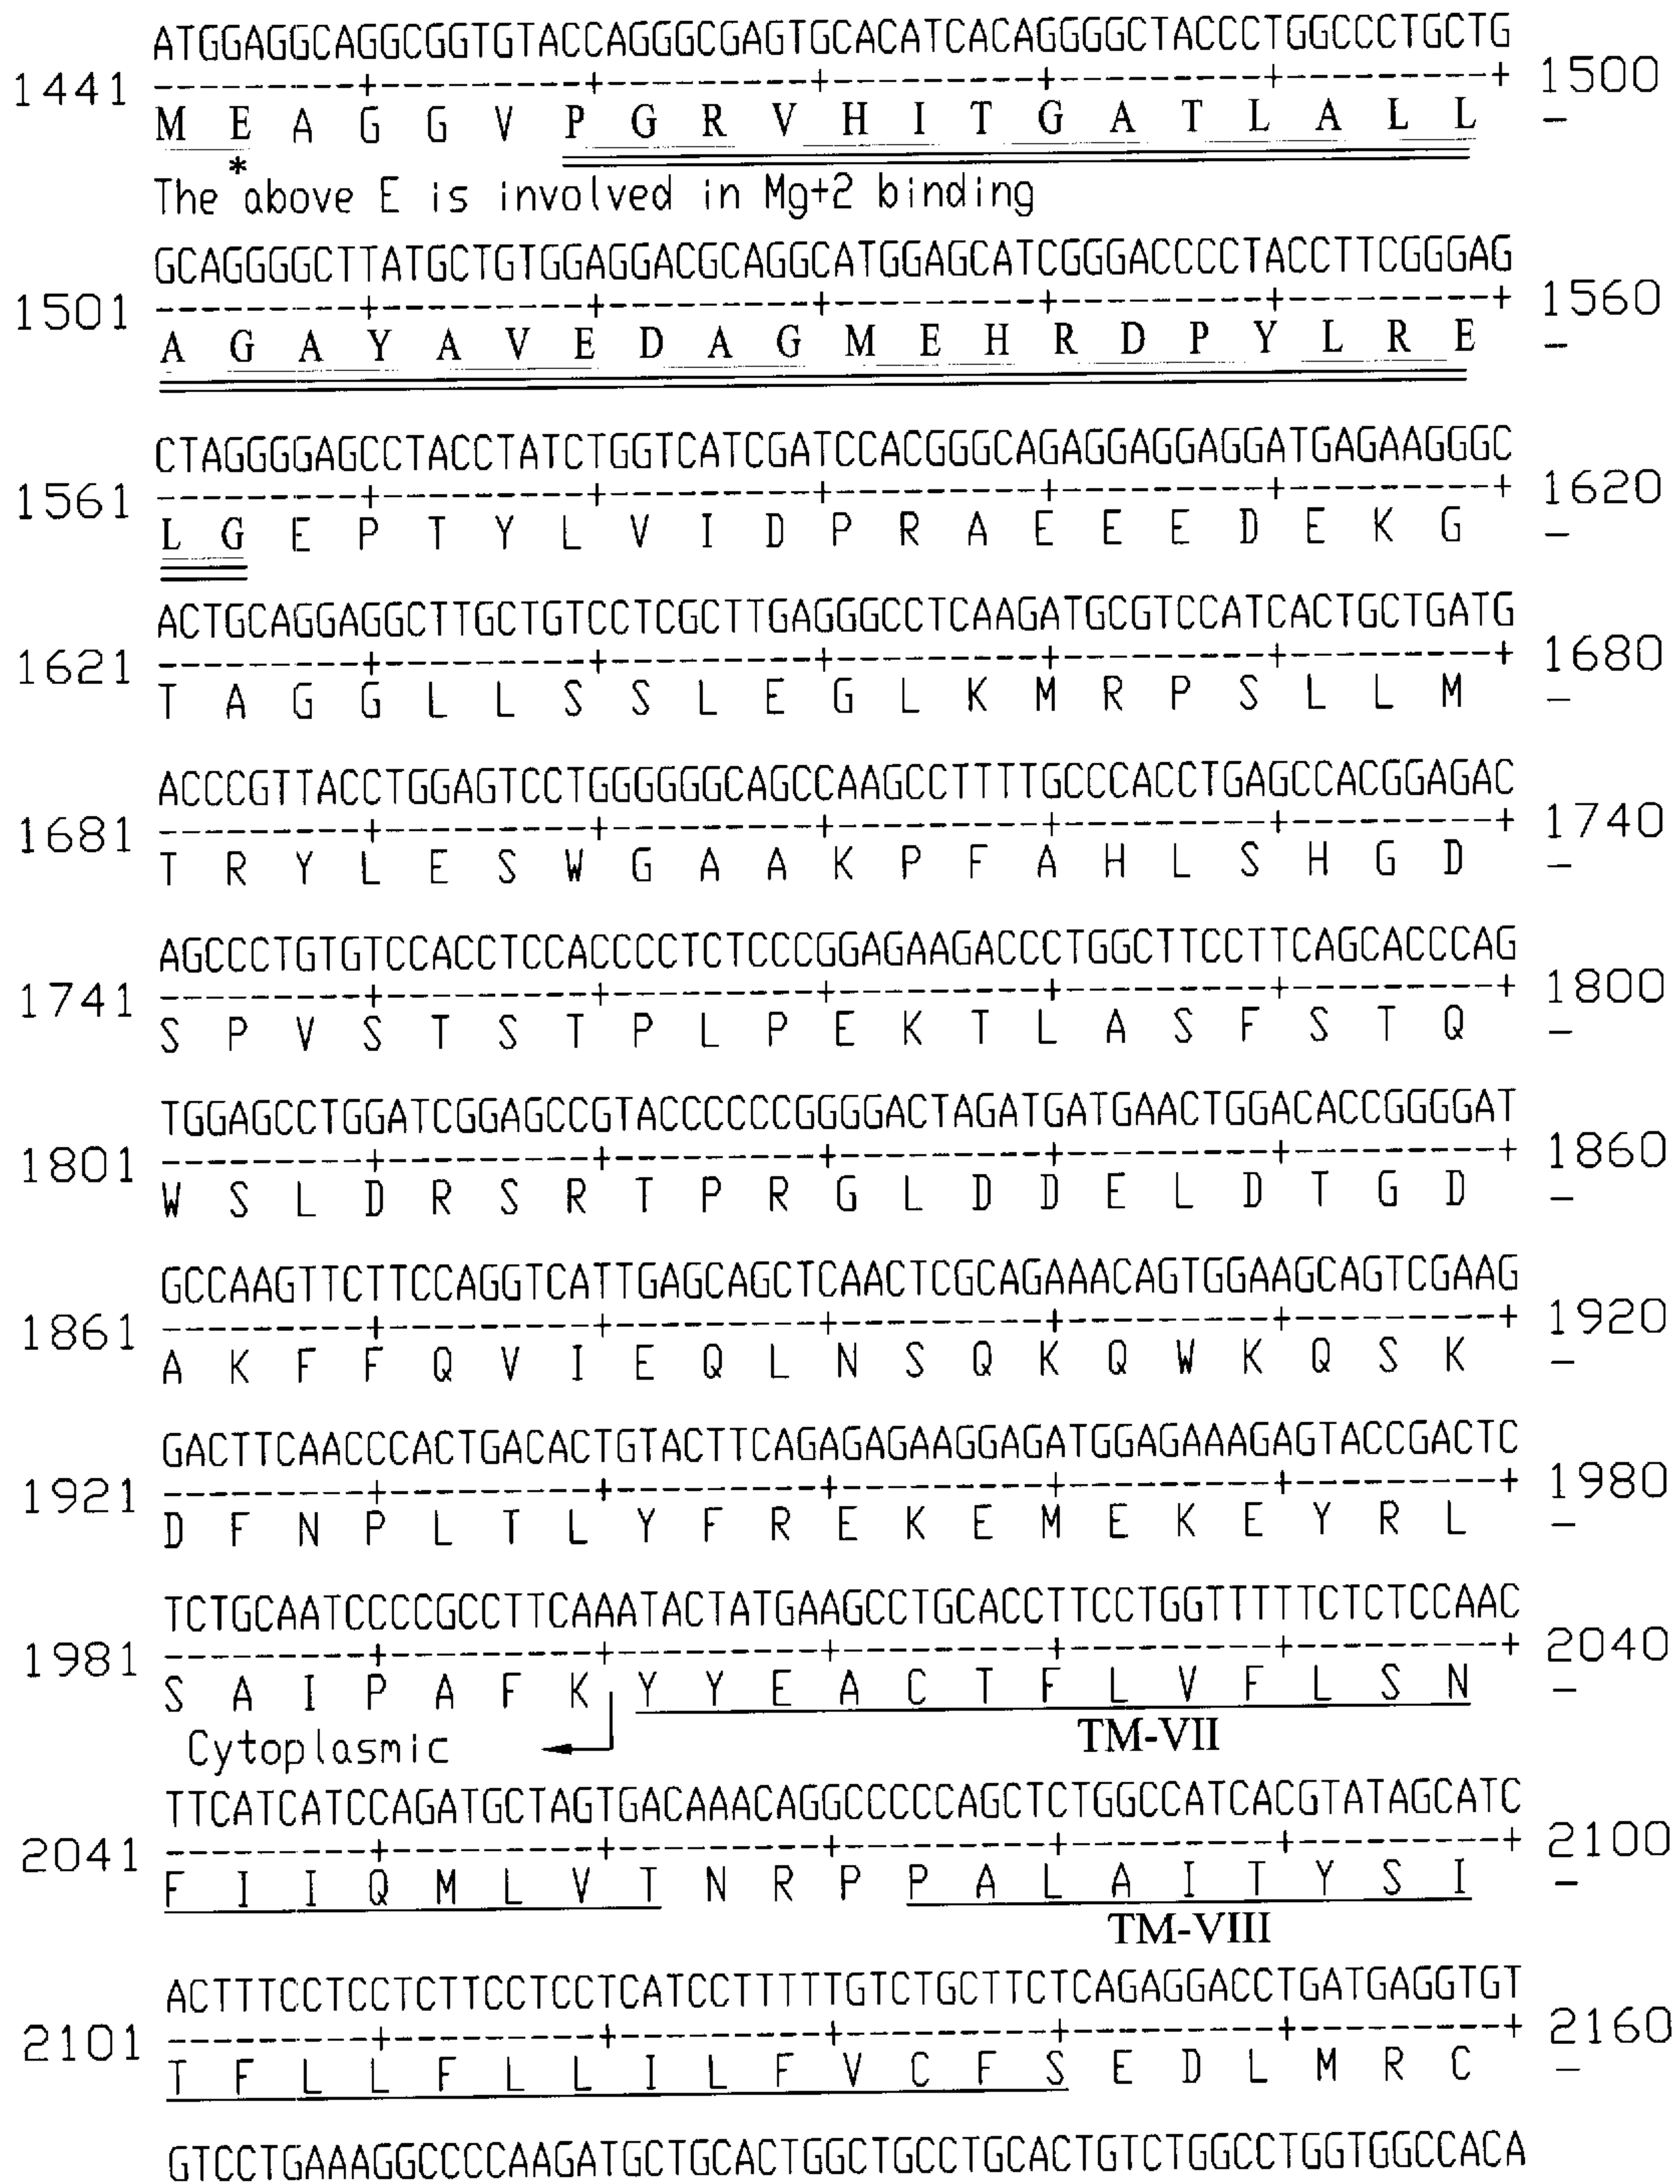 ATGGAGGCAGGCGGTGTACCAGGGCGAGTGCACATCACAGGGGCTACCCTGGCCCTGCTG
1441 ---------+---------+---------+---------+---------+---------+ 1500
M E A G G V P G R V H I T G A T L A L L –
*
The above E is involved in Mg+2 binding
GCAGGGGCTTATGCTGTGGAGGACGCAGGCATGGAGCATCGGGACCCCTACCTTCGGGAG
1501 ---------+---------+---------+---------+---------+---------+ 1560
A G A Y A V E D A G M E H R D P Y L R E –
CTAGGGGAGCCTACCTATCTGGTCATCGATCCACGGGCAGAGGAGGAGGATGAGAAGGGC
1561 ---------+---------+---------+---------+---------+---------+ 1620
L G E P T Y L V I D P R A E E E D E K G –
ACTGCAGGAGGCTTGCTGTCCTCGCTTGAGGGCCTCAAGATGCGTCCATCACTGCTGATG
1621 ---------+---------+---------+---------+---------+---------+ 1680
T A G G L L S S L E G L K M R P S L L M –
ACCCGTTACCTGGAGTCCTGGGGGGCAGCCAAGCCTTTTGCCCACCTGAGCCACGGAGAC
1681 ---------+---------+---------+---------+---------+---------+ 1740
T R Y L E S W G A A K P F A H L S H G D –
AGCCCTGTGTCCACCTCCACCCCTCTCCCGGAGAAGACCCTGGCTTCCTTCAGCACCCAG
1741 ---------+---------+---------+---------+---------+---------+ 1800
S P V S T S T P L P E K T L A S F S T Q –
TGGAGCCTGGATCGGAGCCGTACCCCCCGGGGACTAGATGATGAACTGGACACCGGGGAT
1801 ---------+---------+---------+---------+---------+---------+ 1860
W S L D R S R T P R G L D D E L D T G D –
GCCAAGTTCTTCCAGGTCATTGAGCAGCTCAACTCGCAGAAACAGTGGAAGCAGTCGAAG
1861 ---------+---------+---------+---------+---------+---------+ 1920
A K F F Q V I E Q L N S Q K Q W K Q S K –
GACTTCAACCCACTGACACTGTACTTCAGAGAGAAGGAGATGGAGAAAGAGTACCGACTC
1921 ---------+---------+---------+---------+---------+---------+ 1980
D F N P L T L Y F R E K E M E K E Y R L –
TCTGCAATCCCCGCCTTCAAATACTATGAAGCCTGCACCTTCCTGGTTTTTCTCTCCAAC
1981 ---------+---------+---------+---------+---------+---------+ 2040
S A I P A F K Y Y E A C T F L V F L S N –
Cytoplasmic TM-VII
TTCATCATCCAGATGCTAGTGACAAACAGGCCCCCAGCTCTGGCCATCACGTATAGCATC
2041 ---------+---------+---------+---------+---------+---------+ 2100
F I I Q M L V T N R P P A L A I T Y S I –
TM-VIII
ACTTTCCTCCTCTTCCTCCTCATCCTTTTTGTCTGCTTCTCAGAGGACCTGATGAGGTGT
2101 ---------+---------+---------+---------+---------+---------+ 2160
T F L L F L L I L F V C F S E D L M R C –
GTCCTGAAAGGCCCCAAGATGCTGCACTGGCTGCCTGCACTGTCTGGCCTGGTGGCCACA